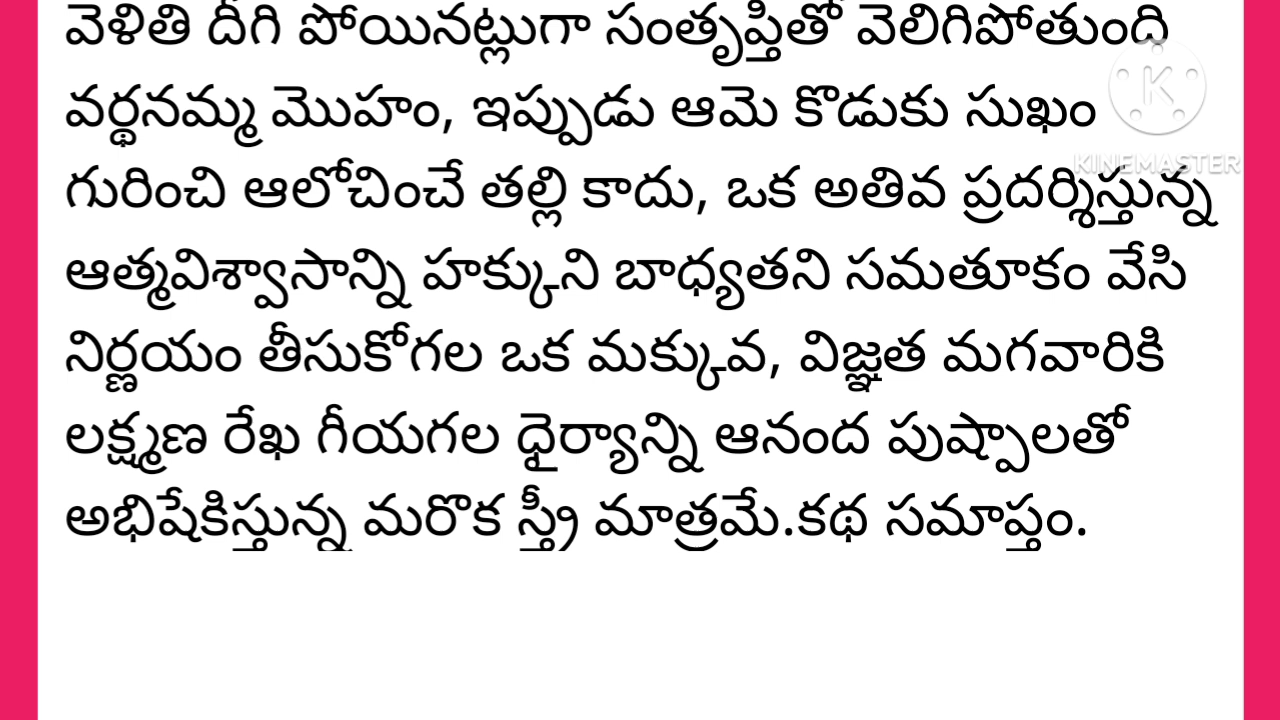 వెళితి దీగి పోయినట్లుగా సంతృప్తితో వెలిగిపోతుంది
వర్థనమ్మ మొహం, ఇప్పుడు ఆమె కొడుకు సుఖం
గురించి ఆలోచించే తల్లి కాదు, ఒక అతివ ప్రదర్శిస్తున్న
ఆత్మవిశ్వాసాన్ని హక్కుని బాధ్యతని సమతూకం వేసి
నిర్ణయం తీసుకోగల ఒక మక్కువ, విజ్ఞత మగవారికి
లక్ష్మణ రేఖ గీయగల ధైర్యాన్ని ఆనంద పుష్పాలతో
అభిషేకిస్తున్న మరొక స్త్రీ మాత్రమే.కథ సమాప్తం.
K
KINEMASTER